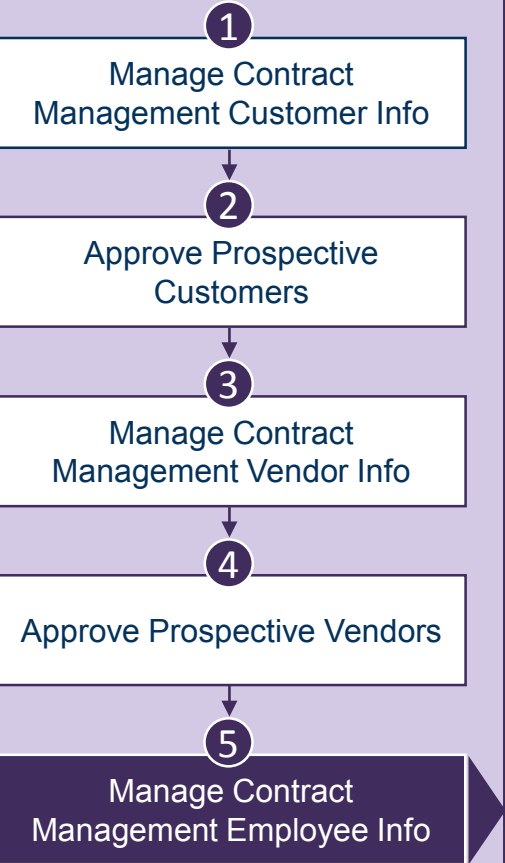 1
Manage Contract
Management Customer Info
2
Approve Prospective
Customers
3
Manage Contract
Management Vendor Info
4
Approve Prospective Vendors
5
Manage Contract
Management Employee Info